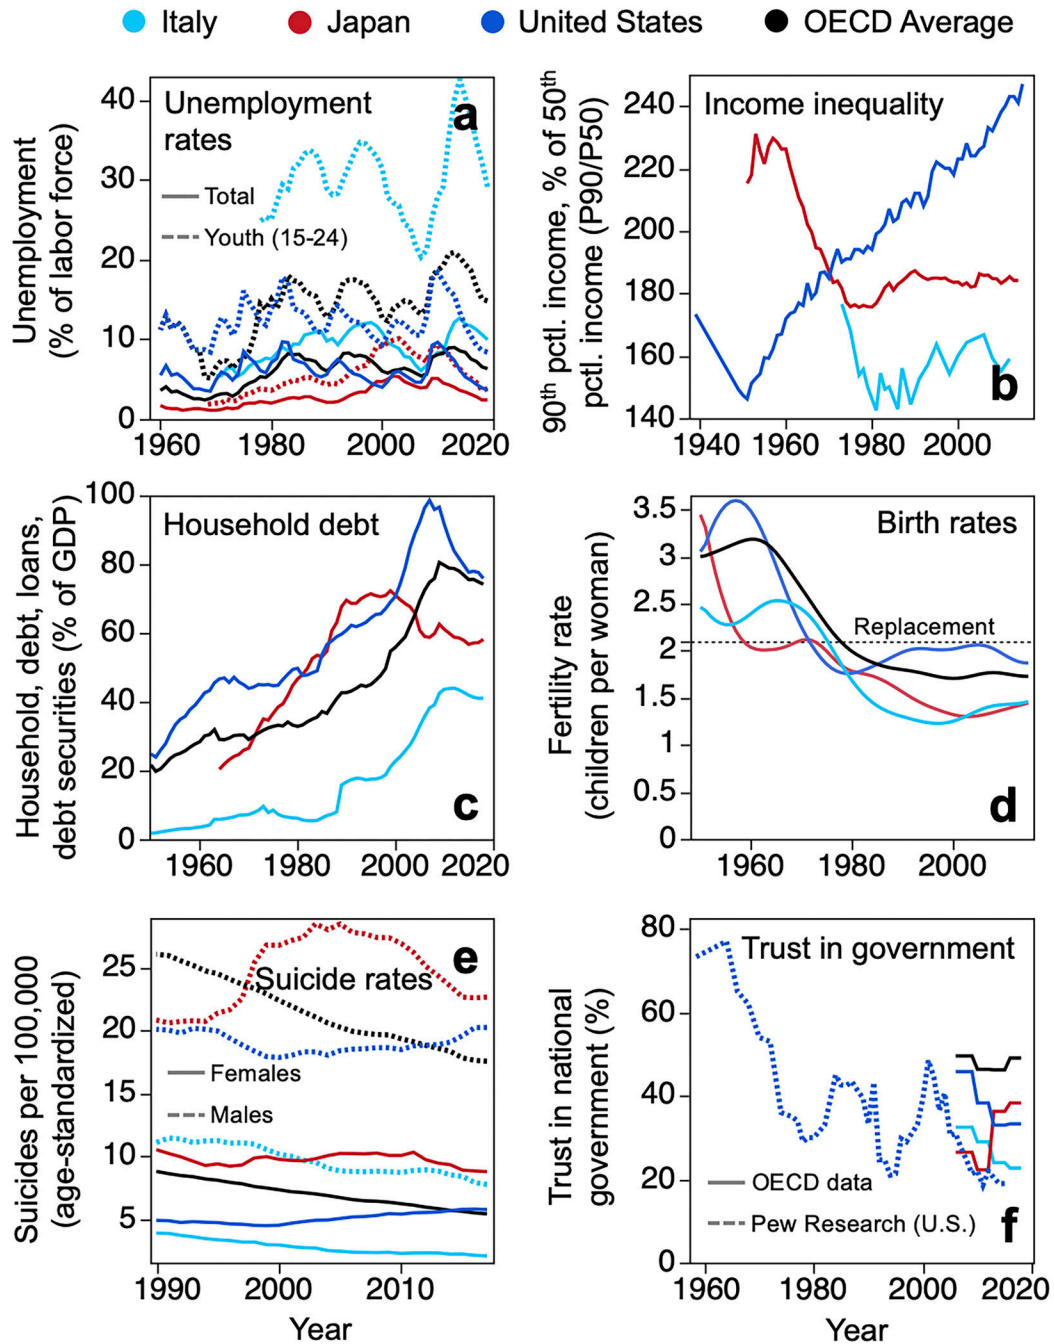 Italy Japan United States OECD Average
Unemployment
(% of labor force)
40
30
20
10
0
Unemployment
rates
a
Total
Youth (15-24)
1960 1980 2000 2020
90th pctl. income, % of 50th
pctl. income (P90/P50)
240
220
200
180
160
140
Income inequality
b
1940 1960 1980 2000
Household, debt, loans,
debt securities (% of GDP)
100
80
60
40
20
0
Household debt
c
1960 1980 2000 2020
Fertility rate
(children per woman)
3.5
3
2.5
2
1.5
1
0.5
0
Birth rates
Replacement
d
1960 1980 2000
Suicides per 100,000
(age-standardized)
25
20
15
10
5
e
Suicide rates
Females
Males
1990 2000 2010
Year
Trust in national
government (%)
80
60
40
20
0
Trust in government
OECD data
Pew Research (U.S.)
f
1960 1980 2000 2020
Year